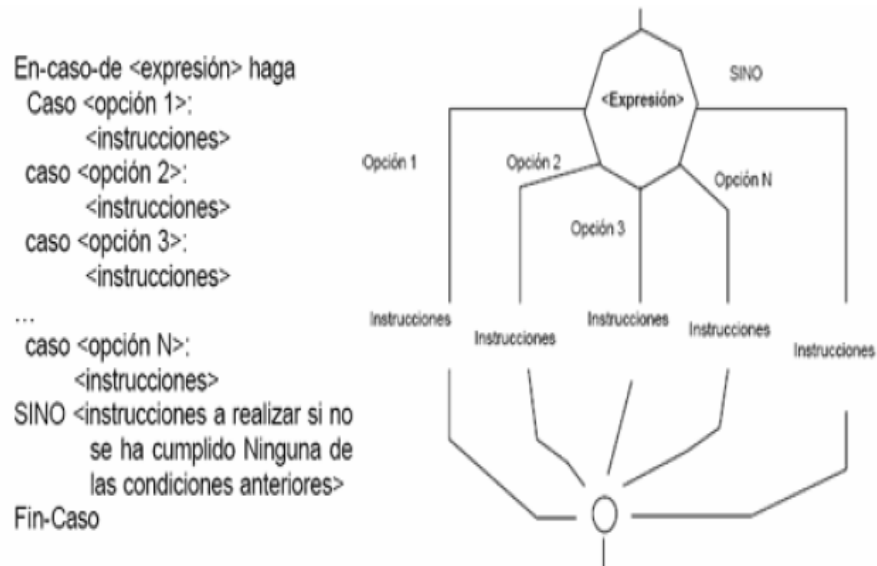 En-caso-de <expresión> haga
Caso <opción 1>:
<instrucciones>
caso <opción 2>:
<instrucciones>
caso <opción 3>:
<instrucciones>
...
caso <opción N>:
<instrucciones>
SINO <instrucciones a realizar si no
se ha cumplido Ninguna de
las condiciones anteriores>
Fin-Caso
<Expresión>
SINO
Opción 1
Opción 2
Opción 3
Opción N
Instrucciones
Instrucciones
Instrucciones
Instrucciones
Instrucciones